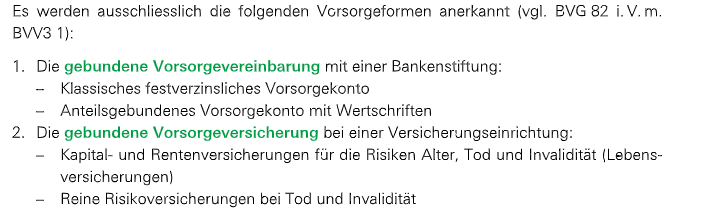 Es werden ausschliesslich die folgenden Vorsorgeformen anerkannt (vgl. BVG 82 i. V. m.
BVV3 1):
1. Die gebundene Vorsorgevereinbarung mit einer Bankenstiftung:
– Klassisches festverzinsliches Vorsorgekonto
– Anteilsgebundenes Vorsorgekonto mit Wertschriften
2. Die gebundene Vorsorgeversicherung bei einer Versicherungseinrichtung:
– Kapital- und Rentenversicherungen für die Risiken Alter, Tod und Invalidität (Lebens-
versicherungen)
– Reine Risikoversicherungen bei Tod und Invalidität